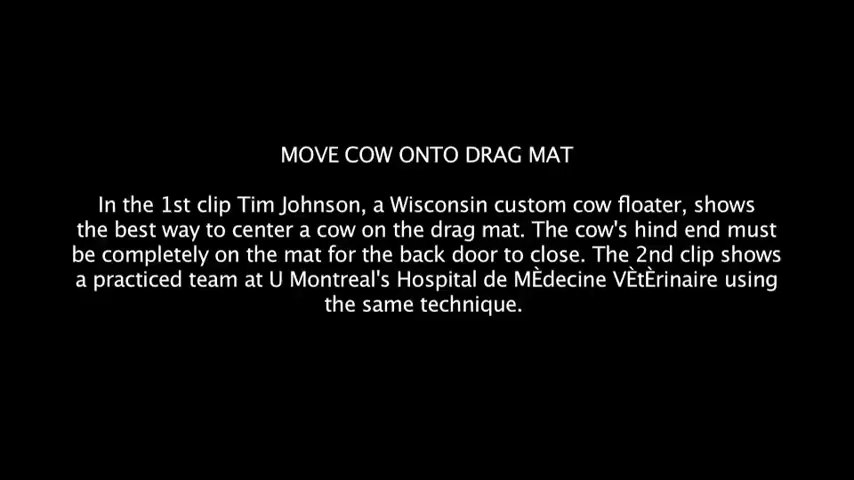 MOVE COW ONTO DRAG MAT
In the 1st clip Tim Johnson, a Wisconsin custom cow floater, shows
the best way to center a cow on the drag mat. The cow's hind end must
be completely on the mat for the back door to close. The 2nd clip shows
a practiced team at U Montreal's Hospital de MÈdecine VÈtÈrinaire using
the same technique.